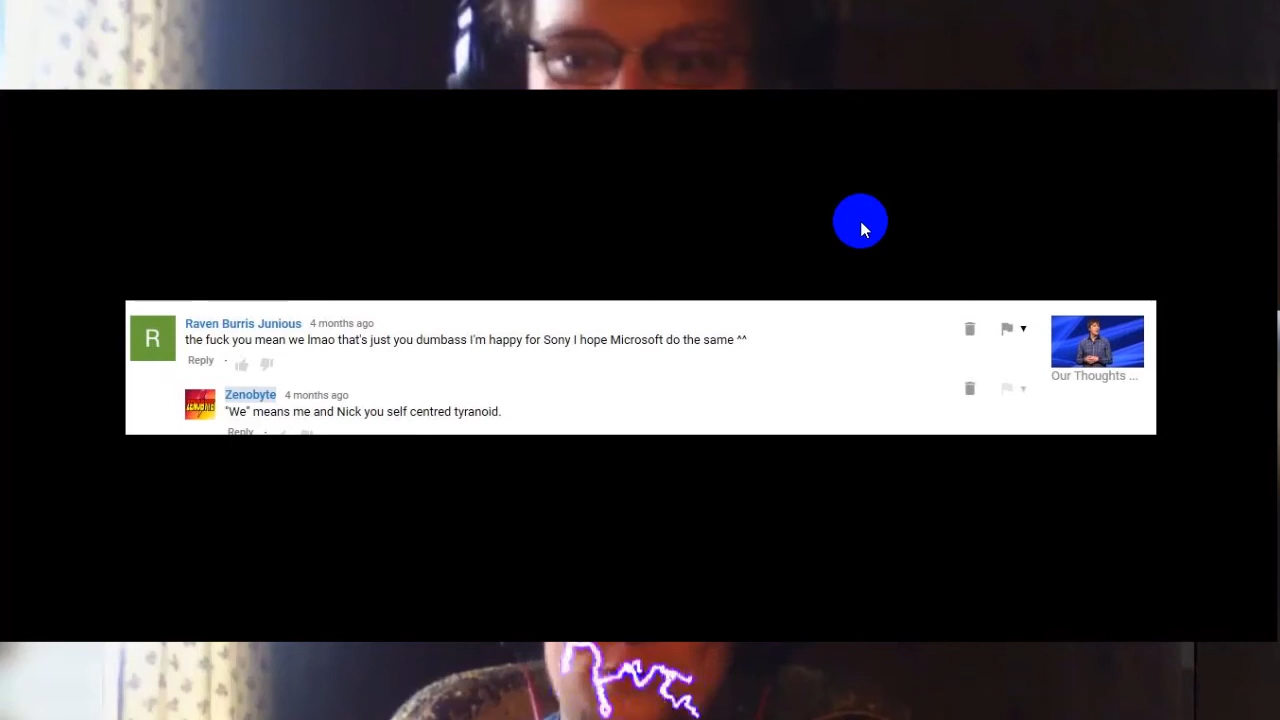 R
Raven Burris Junious 4 months ago
the fuck you mean we lmao that's just you dumbass I'm happy for Sony I hope Microsoft do the same ^^
Reply
Our Thoughts ...
ZENOBYTE
Zenobyte 4 months ago
"We" means me and Nick you self centred tyranoid.
Reply